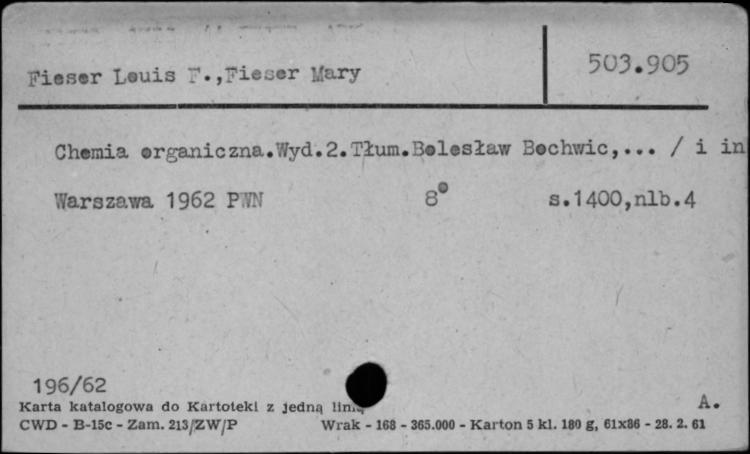 Fieser Louis F.,Fieser Mary
503.905
Chemia organiczna.Wyd.2.Tłum.Bolesław Bochwic,... / i in
Warszawa 1962 PWN 8° s.1400,nlb.4
196/62
Karta katalogowa do Kartoteki z jedną linią A.
CWD - B-15c - Zam. 213/ZW/P Wrak - 168 - 365.000 - Karton 5 kl. 180 g, 61x86 - 28. 2. 61